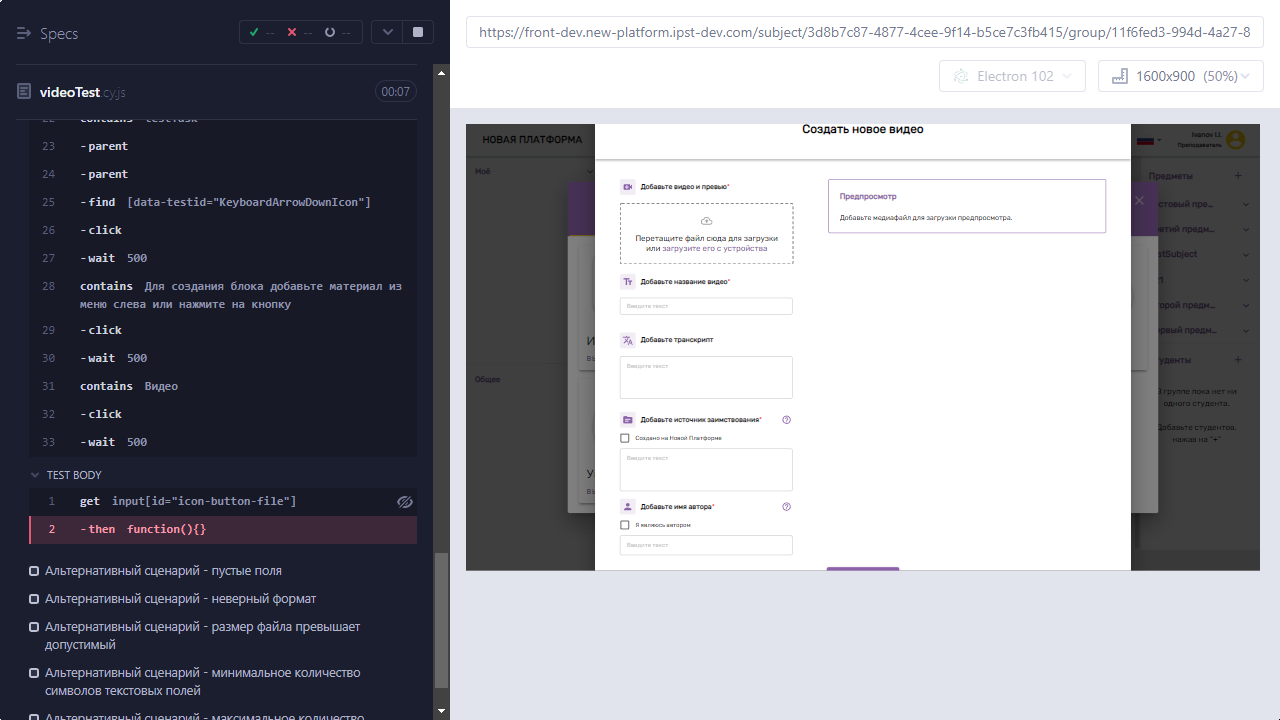 Specs
-- -- --
videoTest.cy.js
00:07
22 contains testTask
23 -parent
24 -parent
25 -find [data-testid="KeyboardArrowDownIcon"]
26 -click
27 -wait 500
28 contains Для создания блока добавьте материал из
меню слева или нажмите на кнопку
29 -click
30 -wait 500
31 contains Видео
32 -click
33 -wait 500
TEST BODY
1 get input[id="icon-button-file"]
2 -then function(){}
Альтернативный сценарий - пустые поля
Альтернативный сценарий - неверный формат
Альтернативный сценарий - размер файла превышает
допустимый
Альтернативный сценарий - минимальное количество
символов текстовых полей
Альтернативный сценарий - максимальное количество
https://front-dev.new-platform.ipst-dev.com/subject/3d8b7c87-4877-4cee-9f14-b5ce7c3fb415/group/11f6fed3-994d-4a27-8
Electron 102
1600x900 (50%)
НОВАЯ ПЛАТФОРМА
Моё
Общее
Создать новое видео
Добавьте видео и превью*
Перетащите файл сюда для загрузки
или загрузите его с устройства
Добавьте название видео*
Введите текст
Добавьте транскрипт
Введите текст
Добавьте источник заимствования*
Создано на Новой Платформе
Введите текст
Добавьте имя автора*
Я являюсь автором
Введите текст
Предпросмотр
Добавьте медиафайл для загрузки предпросмотра.
Ivanov I.I.
Преподаватель
Предметы
стовый пре...
етий предм...
stSubject
орой предм...
рвый предм...
уденты
В группе пока нет ни
одного студента.
Добавьте студентов,
нажав на "+"